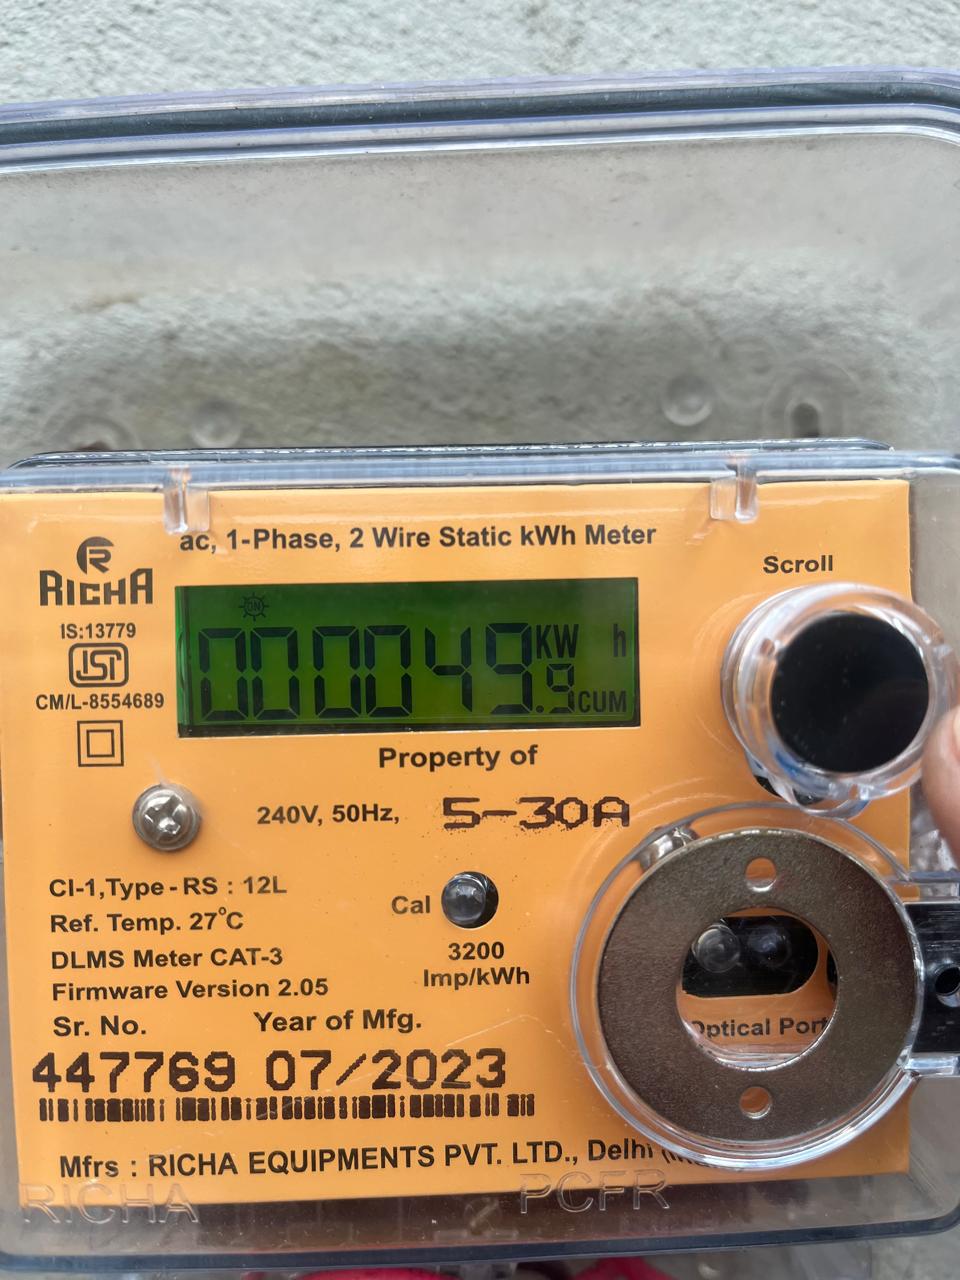 ac, 1-Phase, 2 Wire Static kWh Meter
Scroll
R
RICHA
IS:13779
ISI
CM/L-8554689
ON
000049.9 KW h
CUM
Property of
240V, 50Hz, 5-30A
Cl-1,Type-RS : 12L
Ref. Temp. 27°C
DLMS Meter CAT-3
Firmware Version 2.05
Cal
3200
Imp/kWh
Optical Port
Sr. No. Year of Mfg.
447769 07/2023
Mfrs : RICHA EQUIPMENTS PVT. LTD., Delhi
RICHA PCFR